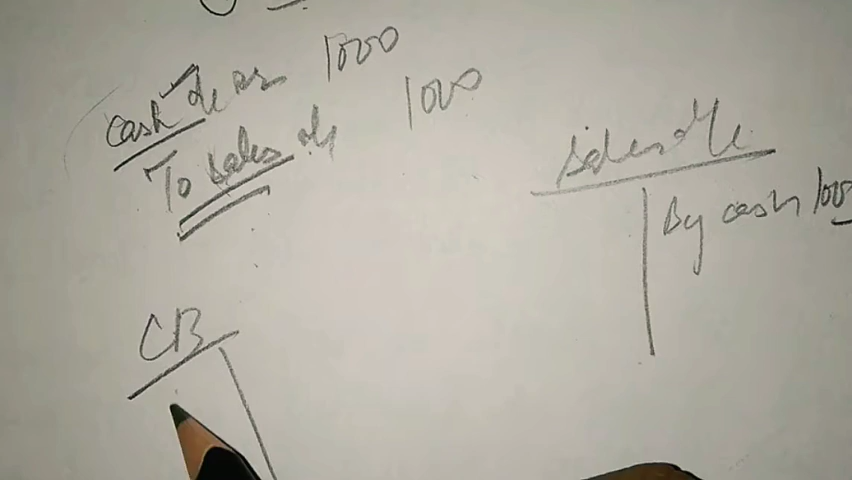 Cash a/c Dr 1000
To Sales a/c 1000
Sales a/c
By cash 1000
CB